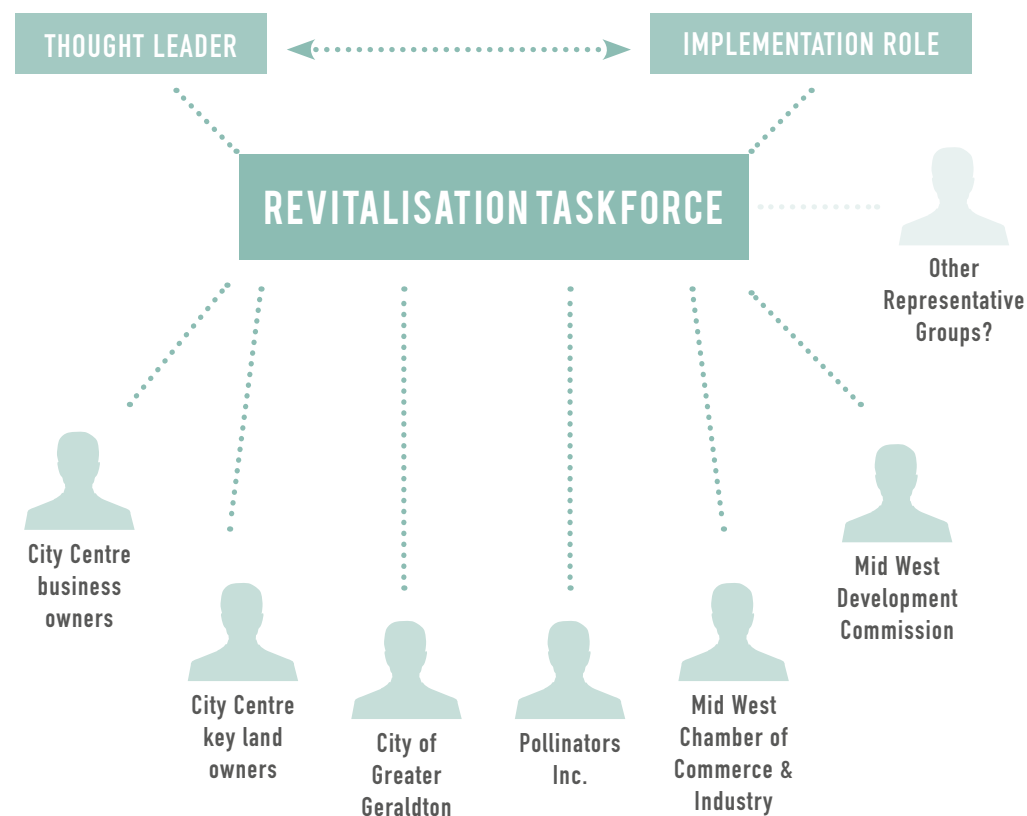 THOUGHT LEADER
IMPLEMENTATION ROLE
REVITALISATION TASKFORCE
Other
Representative
Groups?
City Centre
business
owners
City Centre
key land
owners
City of
Greater
Geraldton
Pollinators
Inc.
Mid West
Chamber of
Commerce &
Industry
Mid West
Development
Commission